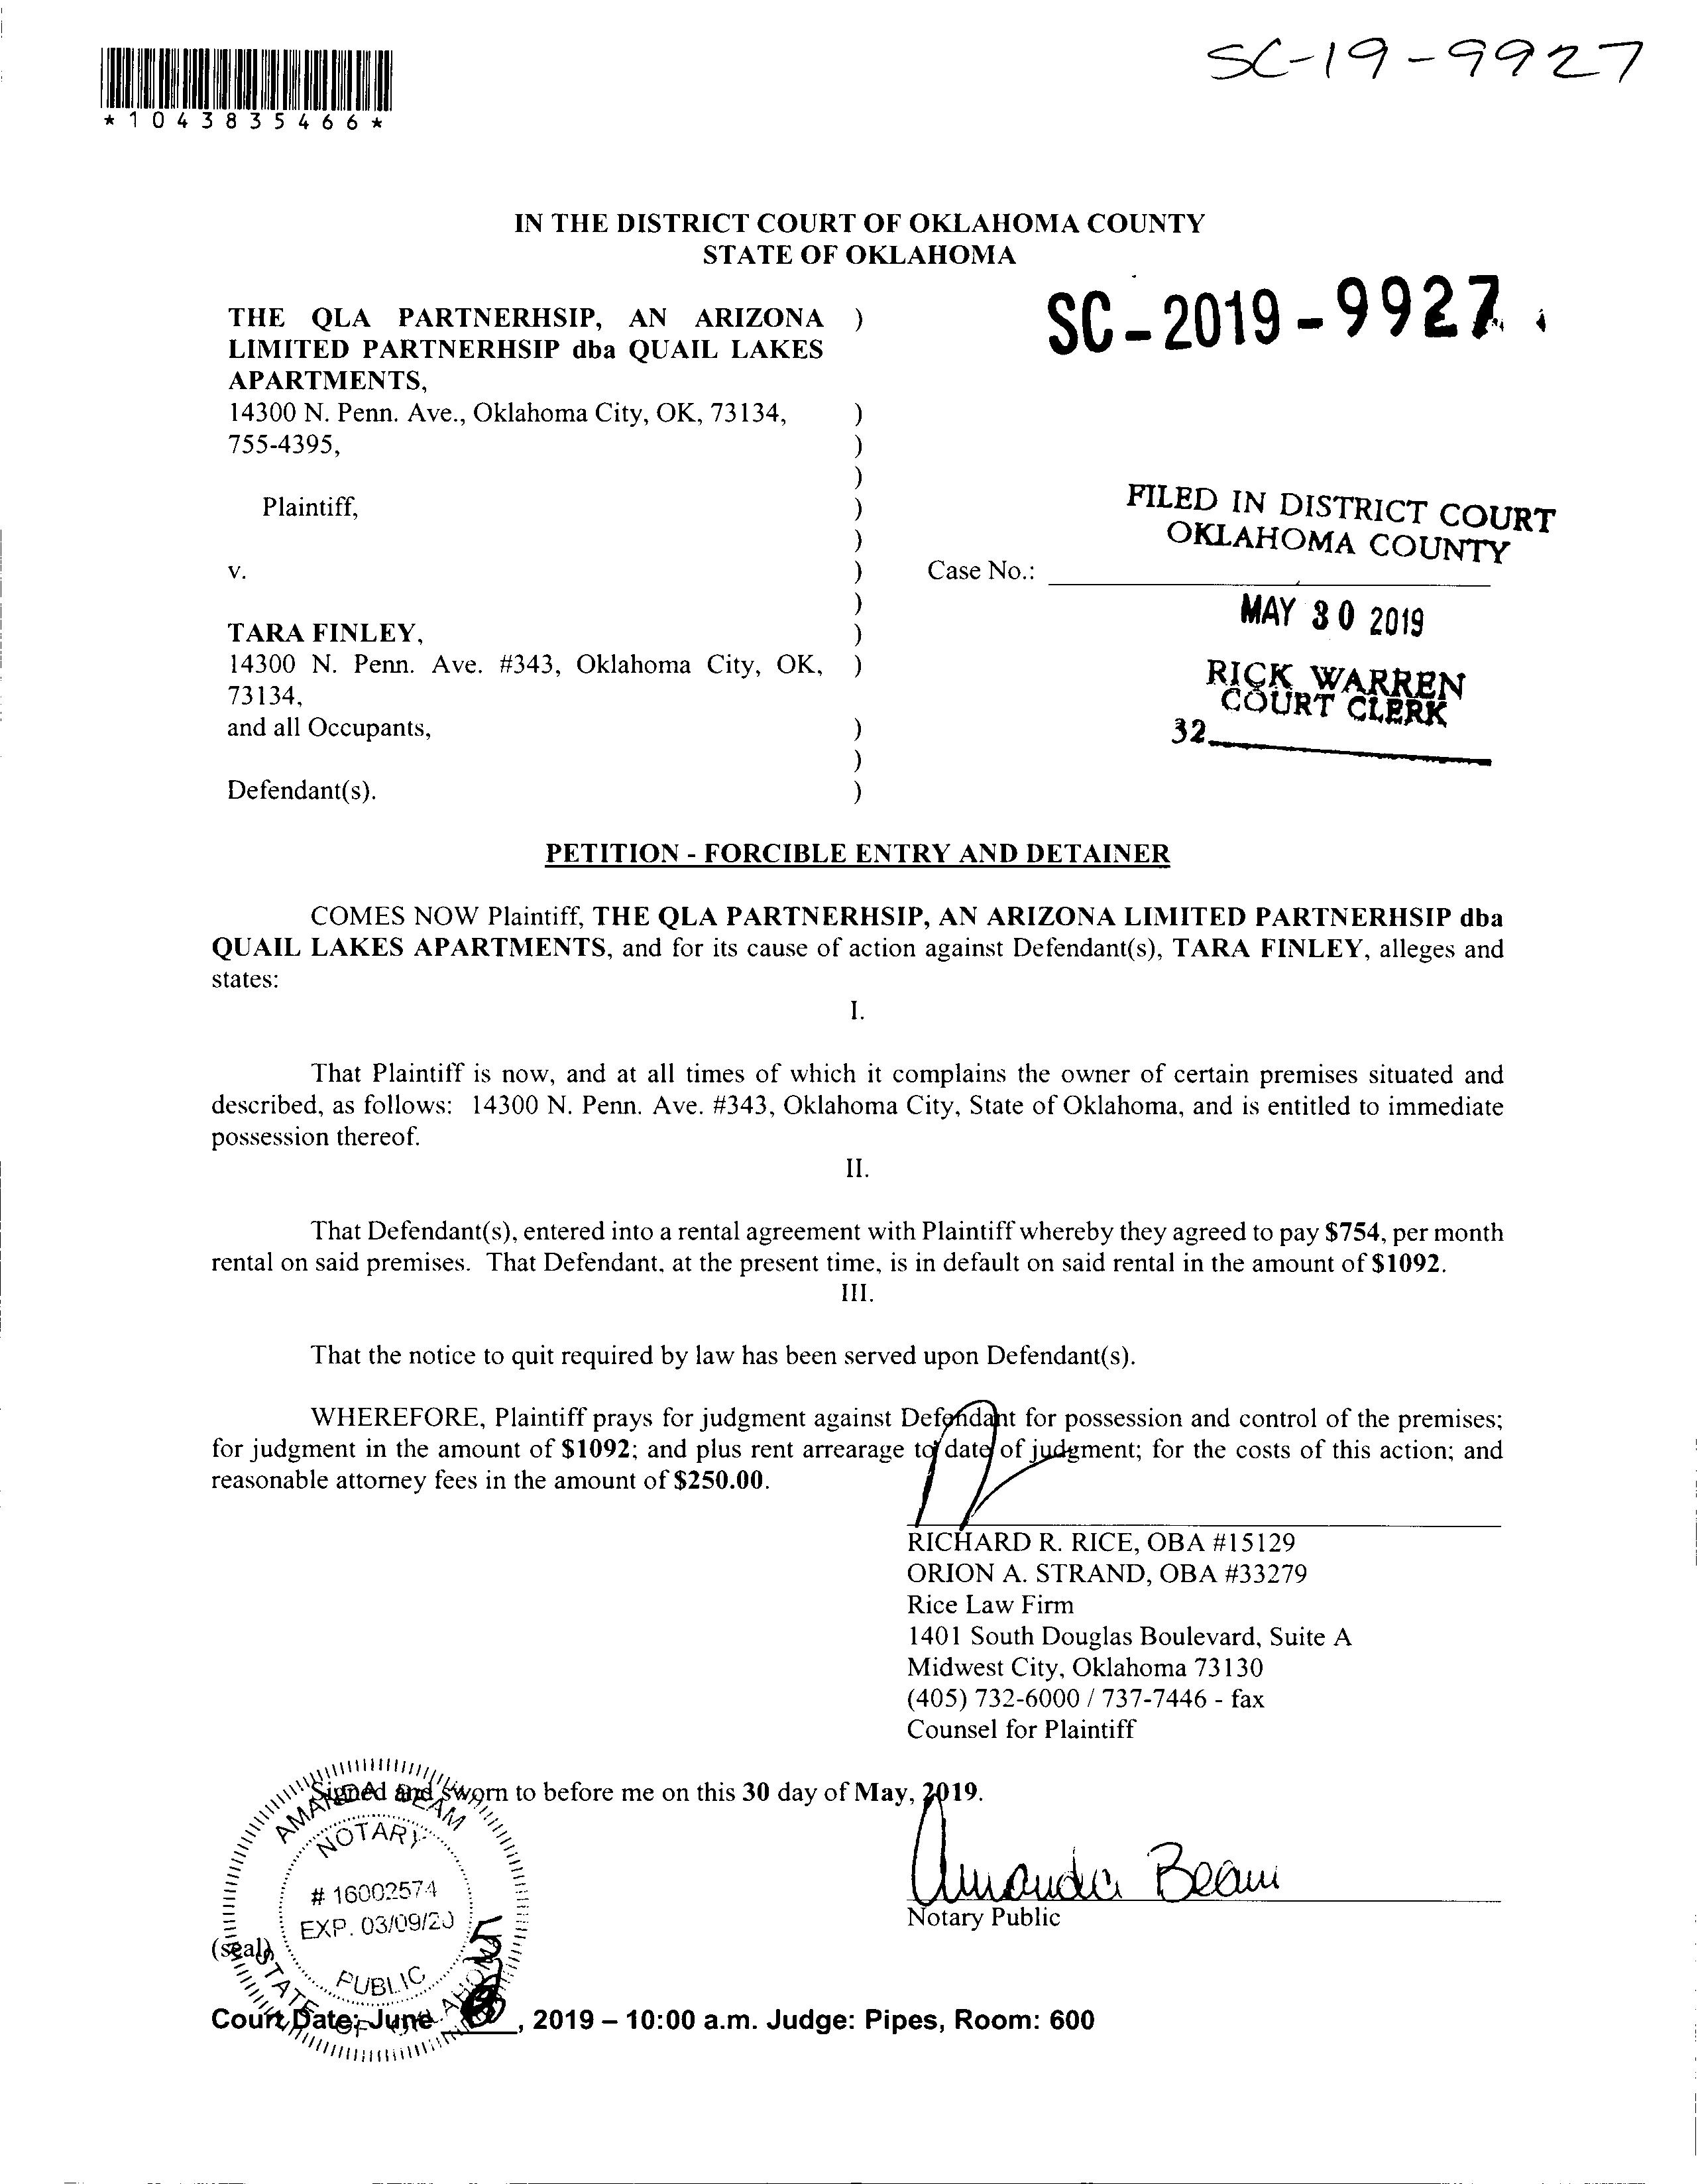 SC-19-9927
*1043835466*
IN THE DISTRICT COURT OF OKLAHOMA COUNTY
STATE OF OKLAHOMA
THE QLA PARTNERHSIP, AN ARIZONA )
LIMITED PARTNERHSIP dba QUAIL LAKES
APARTMENTS,
14300 N. Penn. Ave., Oklahoma City, OK, 73134, )
755-4395, )
)
Plaintiff, )
)
v. )
)
TARA FINLEY, )
14300 N. Penn. Ave. #343, Oklahoma City, OK, )
73134,
and all Occupants, )
)
Defendant(s). )
SC-2019-9927
FILED IN DISTRICT COURT
OKLAHOMA COUNTY
Case No.:
MAY 30 2019
RICK WARREN
COURT CLERK
32
PETITION - FORCIBLE ENTRY AND DETAINER
COMES NOW Plaintiff, THE QLA PARTNERHSIP, AN ARIZONA LIMITED PARTNERHSIP dba
QUAIL LAKES APARTMENTS, and for its cause of action against Defendant(s), TARA FINLEY, alleges and
states:
I.
That Plaintiff is now, and at all times of which it complains the owner of certain premises situated and
described, as follows: 14300 N. Penn. Ave. #343, Oklahoma City, State of Oklahoma, and is entitled to immediate
possession thereof.
II.
That Defendant(s), entered into a rental agreement with Plaintiff whereby they agreed to pay $754, per month
rental on said premises. That Defendant, at the present time, is in default on said rental in the amount of $1092.
III.
That the notice to quit required by law has been served upon Defendant(s).
WHEREFORE, Plaintiff prays for judgment against Defendant for possession and control of the premises;
for judgment in the amount of $1092; and plus rent arrearage to date of judgment; for the costs of this action; and
reasonable attorney fees in the amount of $250.00.
RICHARD R. RICE, OBA #15129
ORION A. STRAND, OBA #33279
Rice Law Firm
1401 South Douglas Boulevard, Suite A
Midwest City, Oklahoma 73130
(405) 732-6000 / 737-7446 - fax
Counsel for Plaintiff
Signed and sworn to before me on this 30 day of May, 2019.
Amanda Beam
Notary Public
AMANDA BEAM
NOTARY
# 16002574
EXP. 03/09/20
PUBLIC
STATE OF OKLAHOMA
(seal)
Court Date: June , 2019 – 10:00 a.m. Judge: Pipes, Room: 600